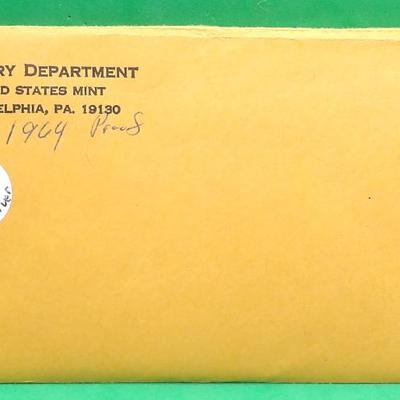 RY DEPARTMENT
D STATES MINT
ELPHIA, PA. 19130
1964 Proof